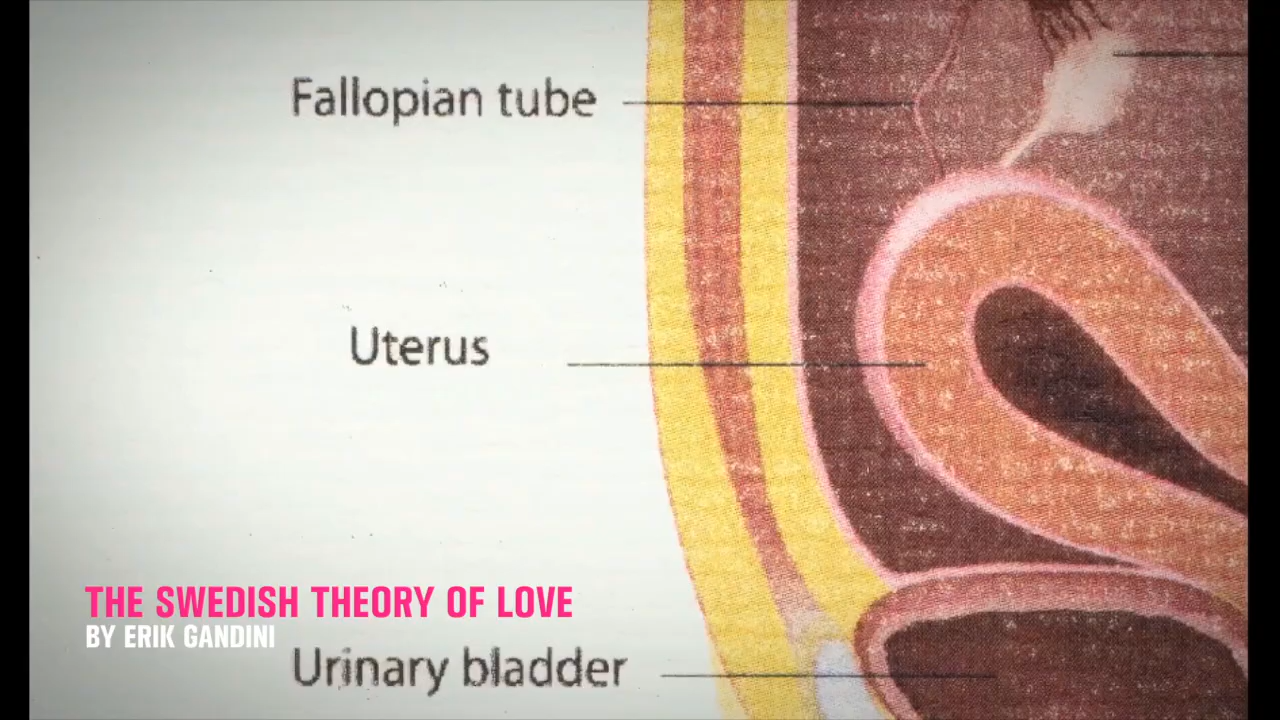 Fallopian tube
Uterus
THE SWEDISH THEORY OF LOVE
BY ERIK GANDINI
Urinary bladder